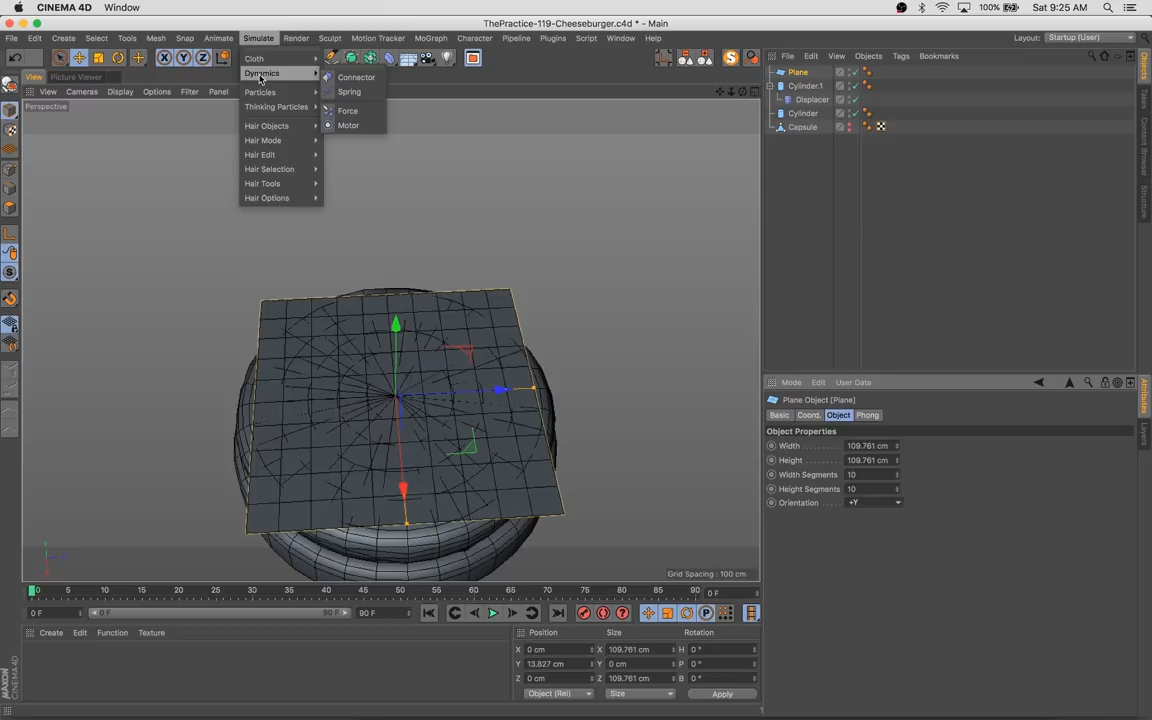 CINEMA 4D Window 100% Sat 9:25 AM
ThePractice-119-Cheeseburger.c4d * - Main
File Edit Create Select Tools Mesh Snap Animate Simulate Render Sculpt Motion Tracker MoGraph Character Pipeline Plugins Script Window Help Layout: Startup (User)
X Y Z S
File Edit View Objects Tags Bookmarks
View Picture Viewer
View Cameras Display Options Filter Panel
Perspective
Cloth
Dynamics
Particles
Thinking Particles
Hair Objects
Hair Mode
Hair Edit
Hair Selection
Hair Tools
Hair Options
Connector
Spring
Force
Motor
Plane
Cylinder.1
Displacer
Cylinder
Capsule
Objects
Takes
Content Browser
Structure
Mode Edit User Data
Plane Object [Plane]
Basic Coord. Object Phong
Object Properties
Width 109.761 cm
Height 109.761 cm
Width Segments 10
Height Segments 10
Orientation +Y
Attributes
Layers
Grid Spacing : 100 cm
0 5 10 15 20 25 30 35 40 45 50 55 60 65 70 75 80 85 90 0 F
0 F 0 F 90 F 90 F
Create Edit Function Texture
Position Size Rotation
X 0 cm X 109.761 cm H 0 °
Y 13.827 cm Y 0 cm P 0 °
Z 0 cm Z 109.761 cm B 0 °
Object (Rel) Size Apply
MAXON CINEMA 4D